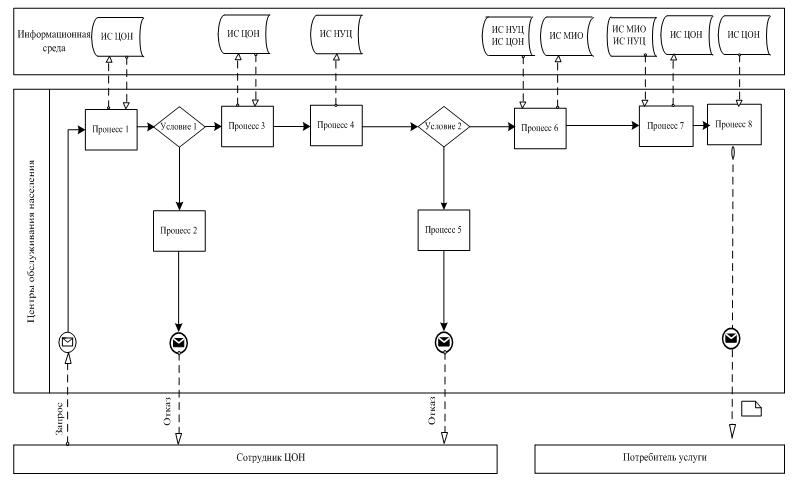 Информационная
среда
ИС ЦОН
ИС ЦОН
ИС НУЦ
ИС НУЦ
ИС ЦОН
ИС МИО
ИС МИО
ИС НУЦ
ИС ЦОН
ИС ЦОН
Центры обслуживания населения
Процесс 1
Условие 1
Процесс 3
Процесс 4
Условие 2
Процесс 6
Процесс 7
Процесс 8
Процесс 2
Процесс 5
Запрос
Отказ
Отказ
Сотрудник ЦОН
Потребитель услуги